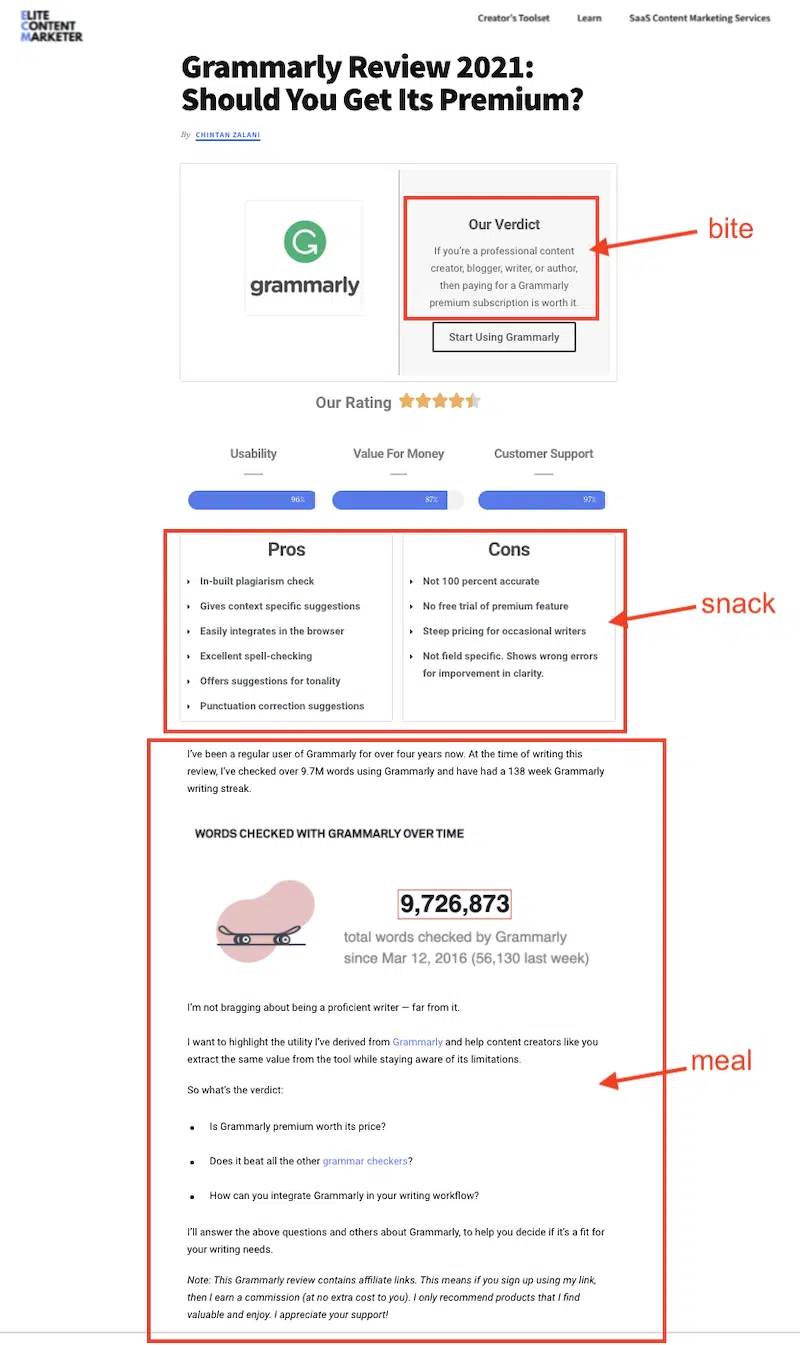 ELITE
CONTENT
MARKETER
Creator's Toolset
Learn
SaaS Content Marketing Services
Grammarly Review 2021:
Should You Get Its Premium?
By CHINTAN ZALANI
grammarly
Our Verdict
If you're a professional content
creator, blogger, writer, or author,
then paying for a Grammarly
premium subscription is worth it.
Start Using Grammarly
bite
Our Rating
Usability
Value For Money
Customer Support
96%
87%
97%
Pros
In-built plagiarism check
Gives context specific suggestions
Easily integrates in the browser
Excellent spell-checking
Offers suggestions for tonality
Punctuation correction suggestions
Cons
Not 100 percent accurate
No free trial of premium feature
Steep pricing for occasional writers
Not field specific. Shows wrong errors
for imporvement in clarity.
snack
I've been a regular user of Grammarly for over four years now. At the time of writing this
review, I've checked over 9.7M words using Grammarly and have had a 138 week Grammarly
writing streak.
WORDS CHECKED WITH GRAMMARLY OVER TIME
9,726,873
total words checked by Grammarly
since Mar 12, 2016 (56,130 last week)
I'm not bragging about being a proficient writer — far from it.
I want to highlight the utility I've derived from Grammarly and help content creators like you
extract the same value from the tool while staying aware of its limitations.
meal
So what's the verdict:
Is Grammarly premium worth its price?
Does it beat all the other grammar checkers?
How can you integrate Grammarly in your writing workflow?
I'll answer the above questions and others about Grammarly, to help you decide if it's a fit for
your writing needs.
Note: This Grammarly review contains affiliate links. This means if you sign up using my link,
then I earn a commission (at no extra cost to you). I only recommend products that I find
valuable and enjoy. I appreciate your support!